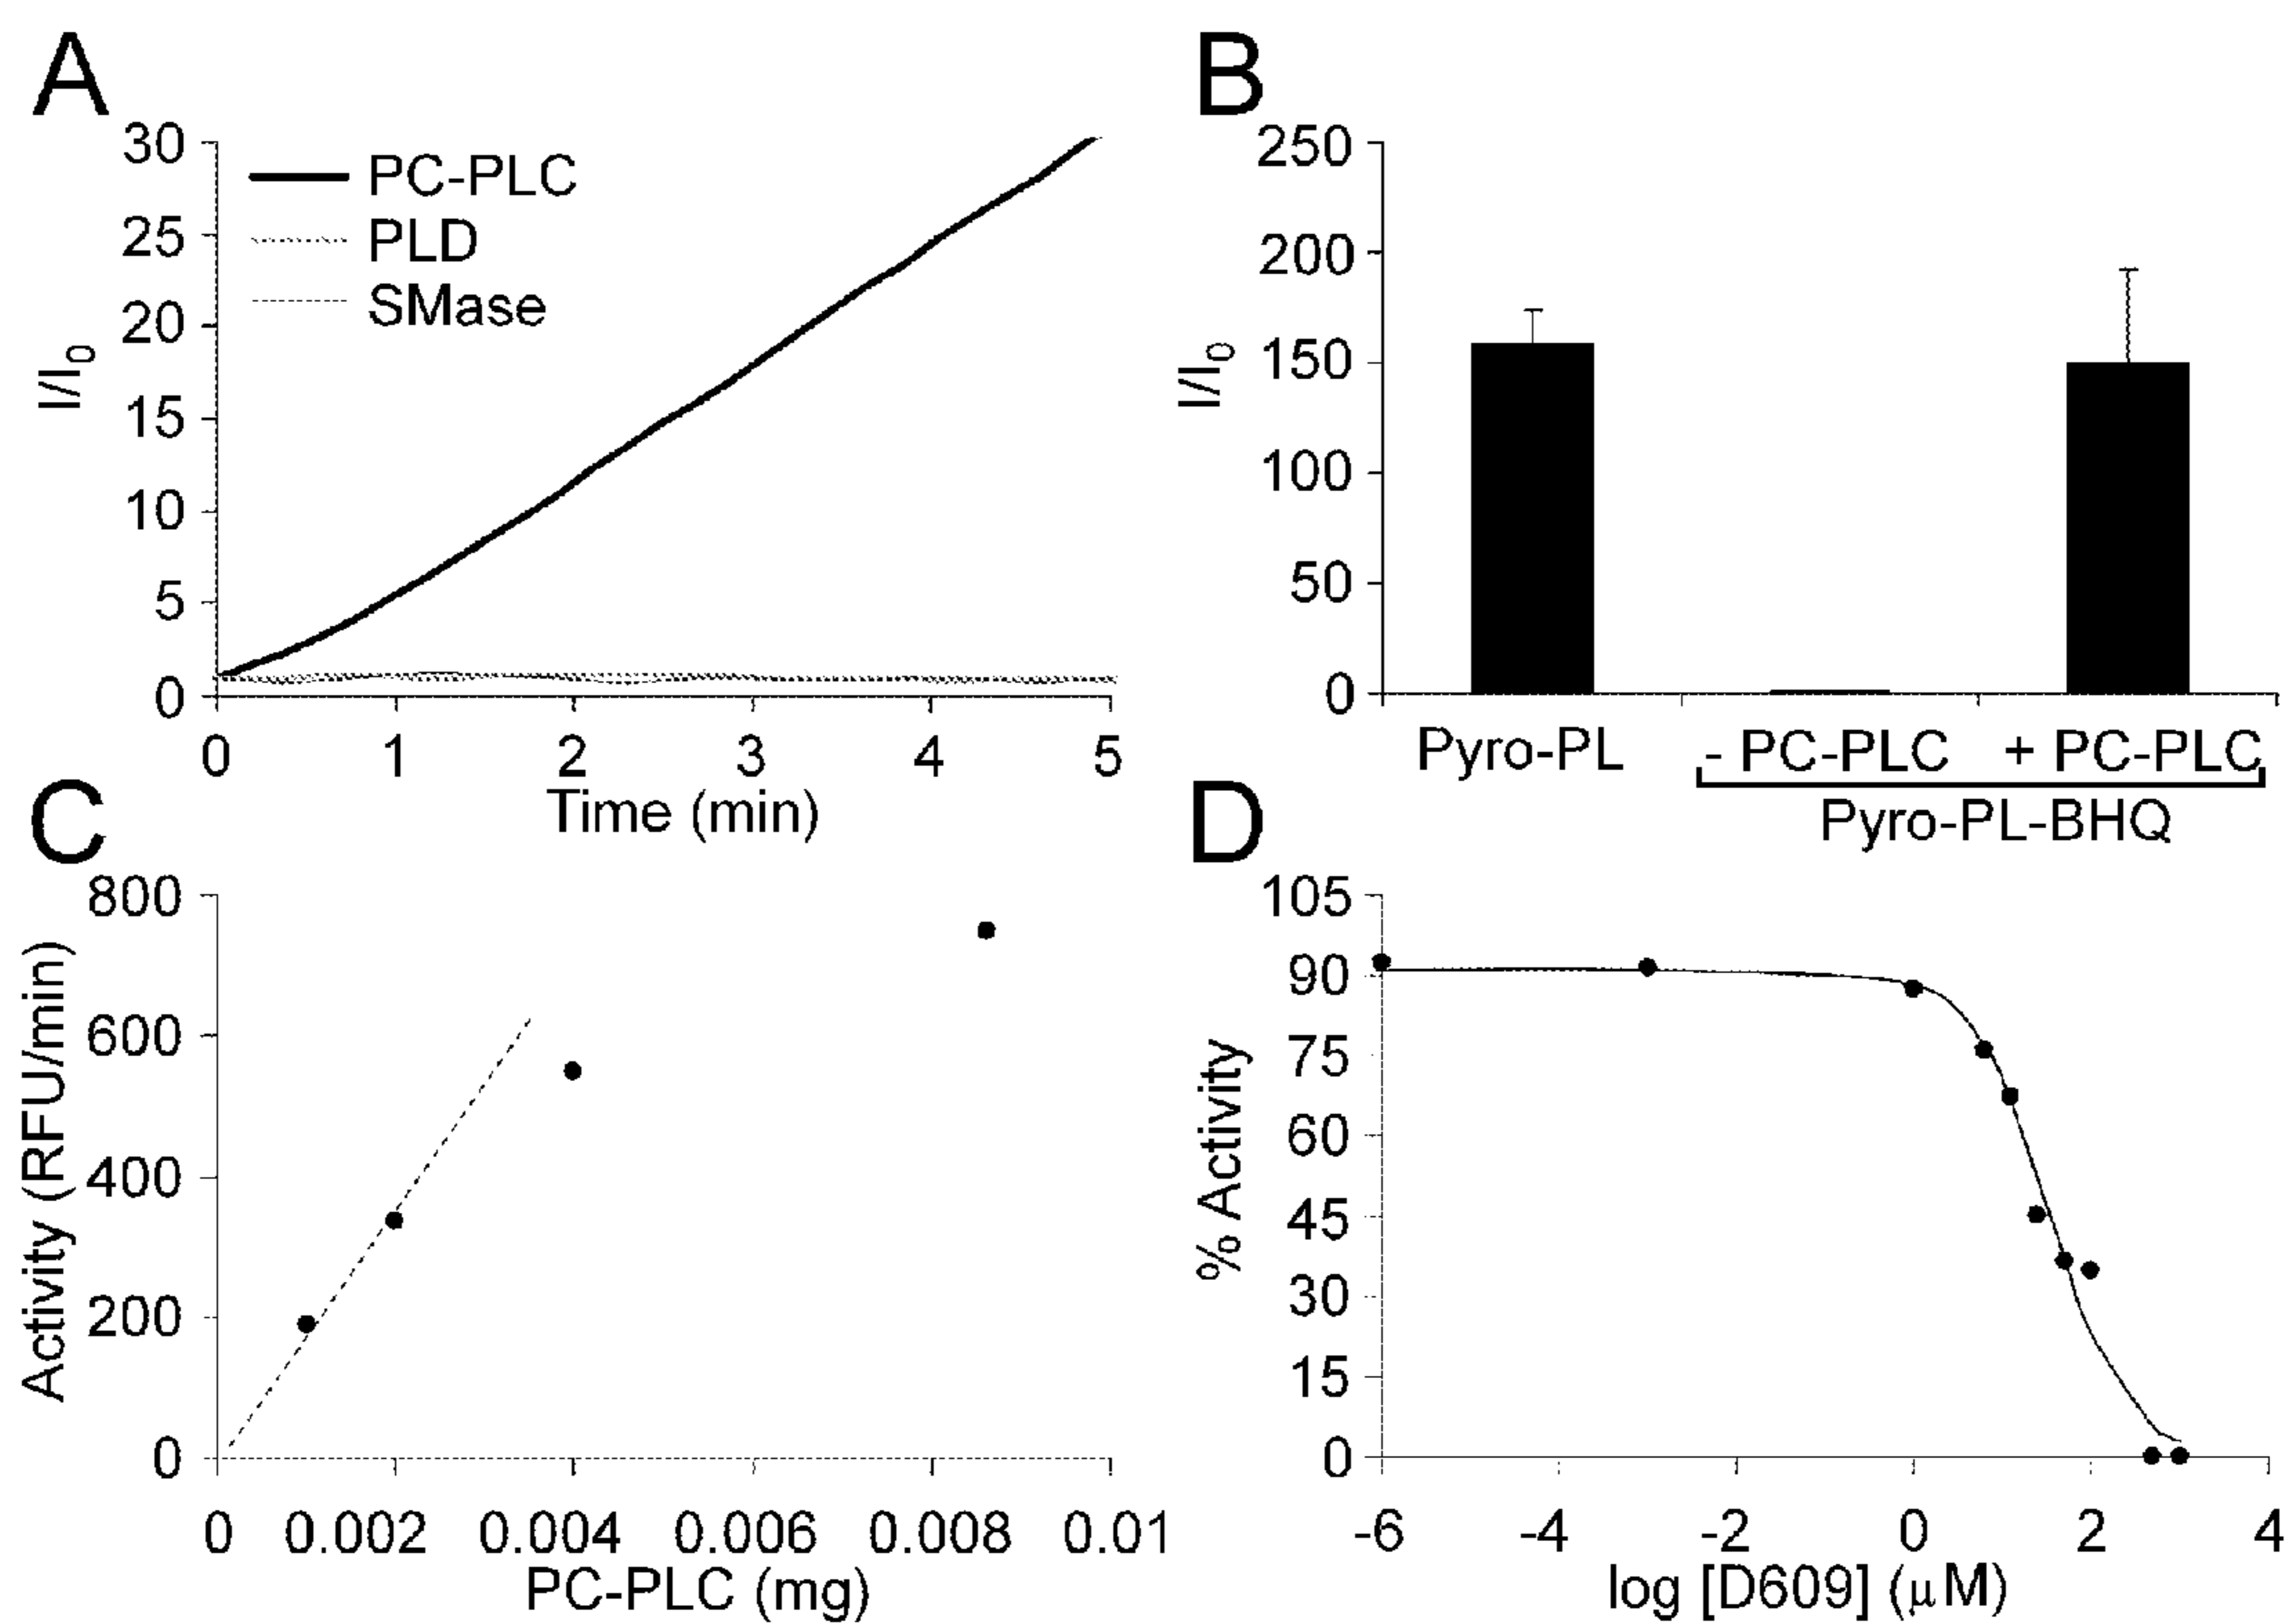 A
30
25
20
15
10
5
0
I/I0
PC-PLC
PLD
SMase
0 1 2 3 4 5
Time (min)
B
250
200
150
100
50
0
I/I0
Pyro-PL - PC-PLC + PC-PLC
Pyro-PL-BHQ
C
800
600
400
200
0
Activity (RFU/min)
0 0.002 0.004 0.006 0.008 0.01
PC-PLC (mg)
D
105
90
75
60
45
30
15
0
% Activity
-6 -4 -2 0 2 4
log [D609] (μM)